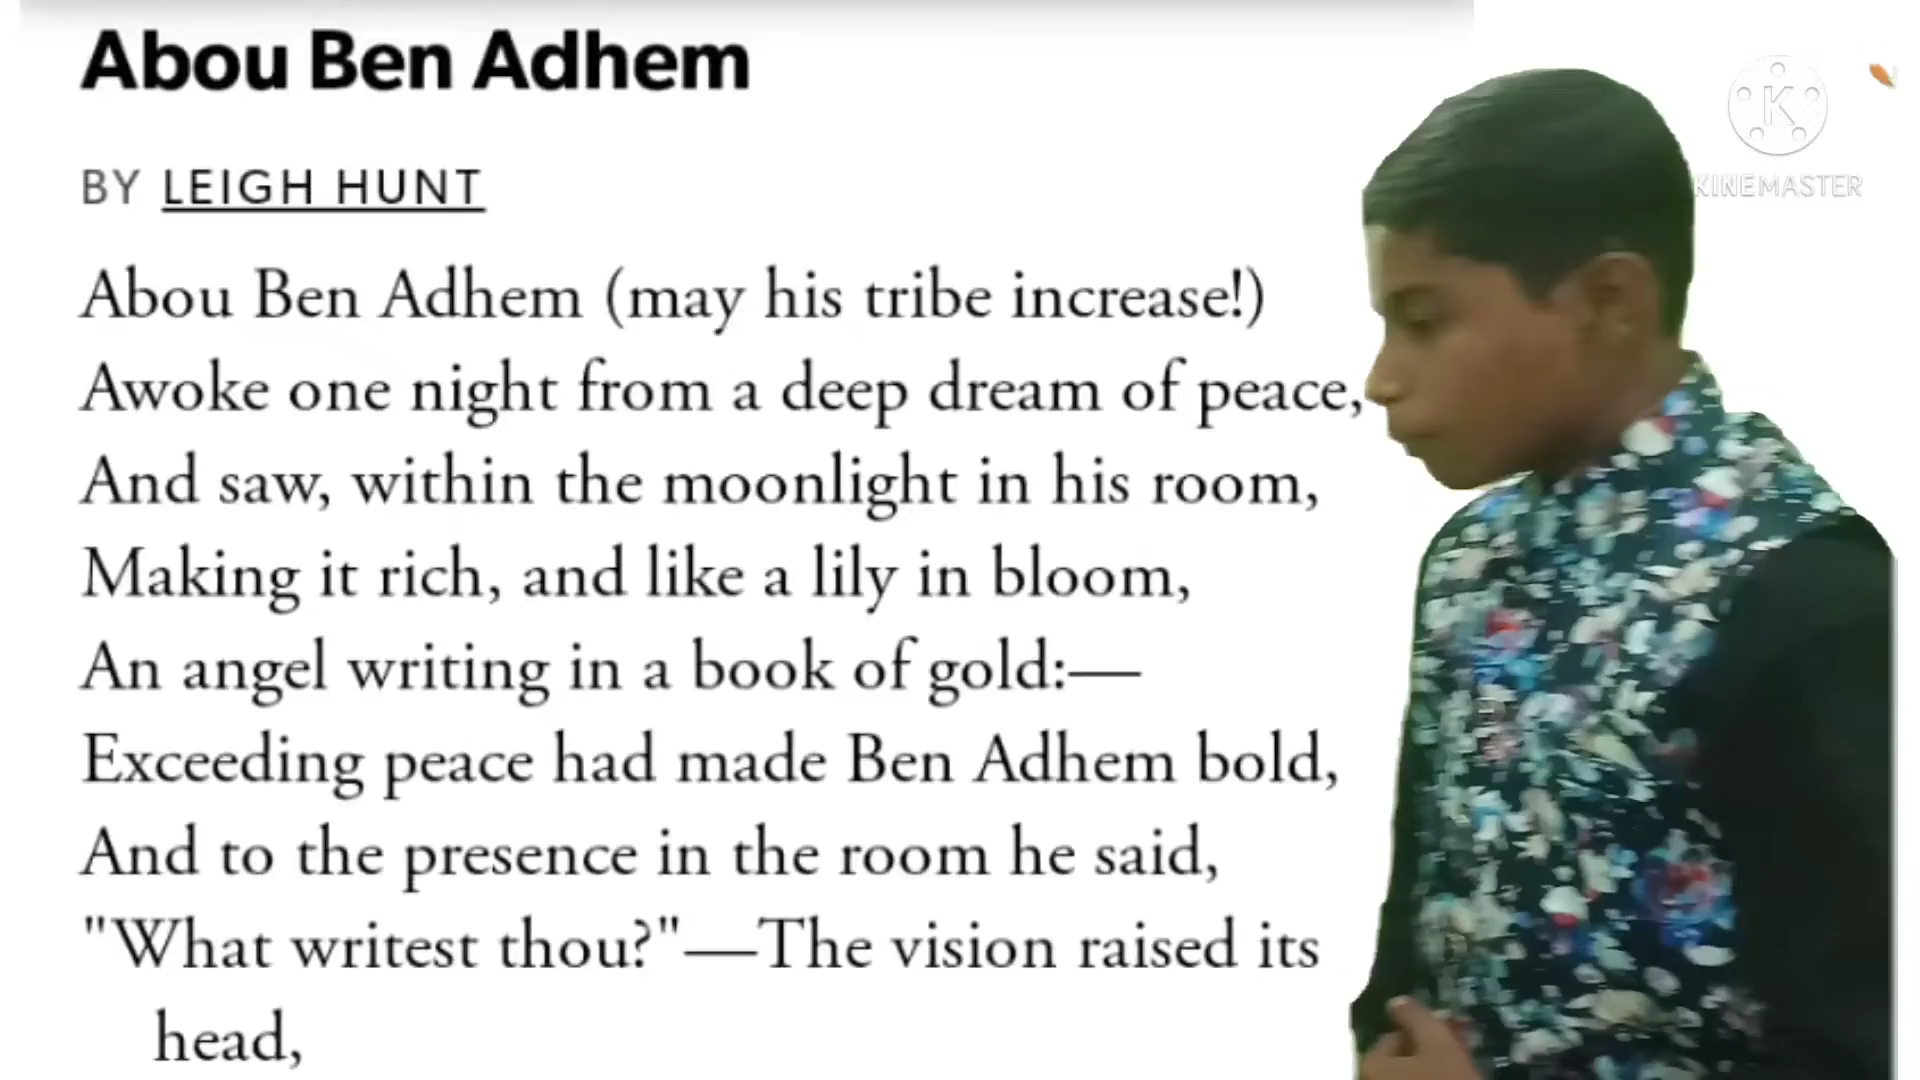 Abou Ben Adhem
BY LEIGH HUNT
Abou Ben Adhem (may his tribe increase!)
Awoke one night from a deep dream of peace,
And saw, within the moonlight in his room,
Making it rich, and like a lily in bloom,
An angel writing in a book of gold:—
Exceeding peace had made Ben Adhem bold,
And to the presence in the room he said,
"What writest thou?"—The vision raised its
head,
K
KINEMASTER